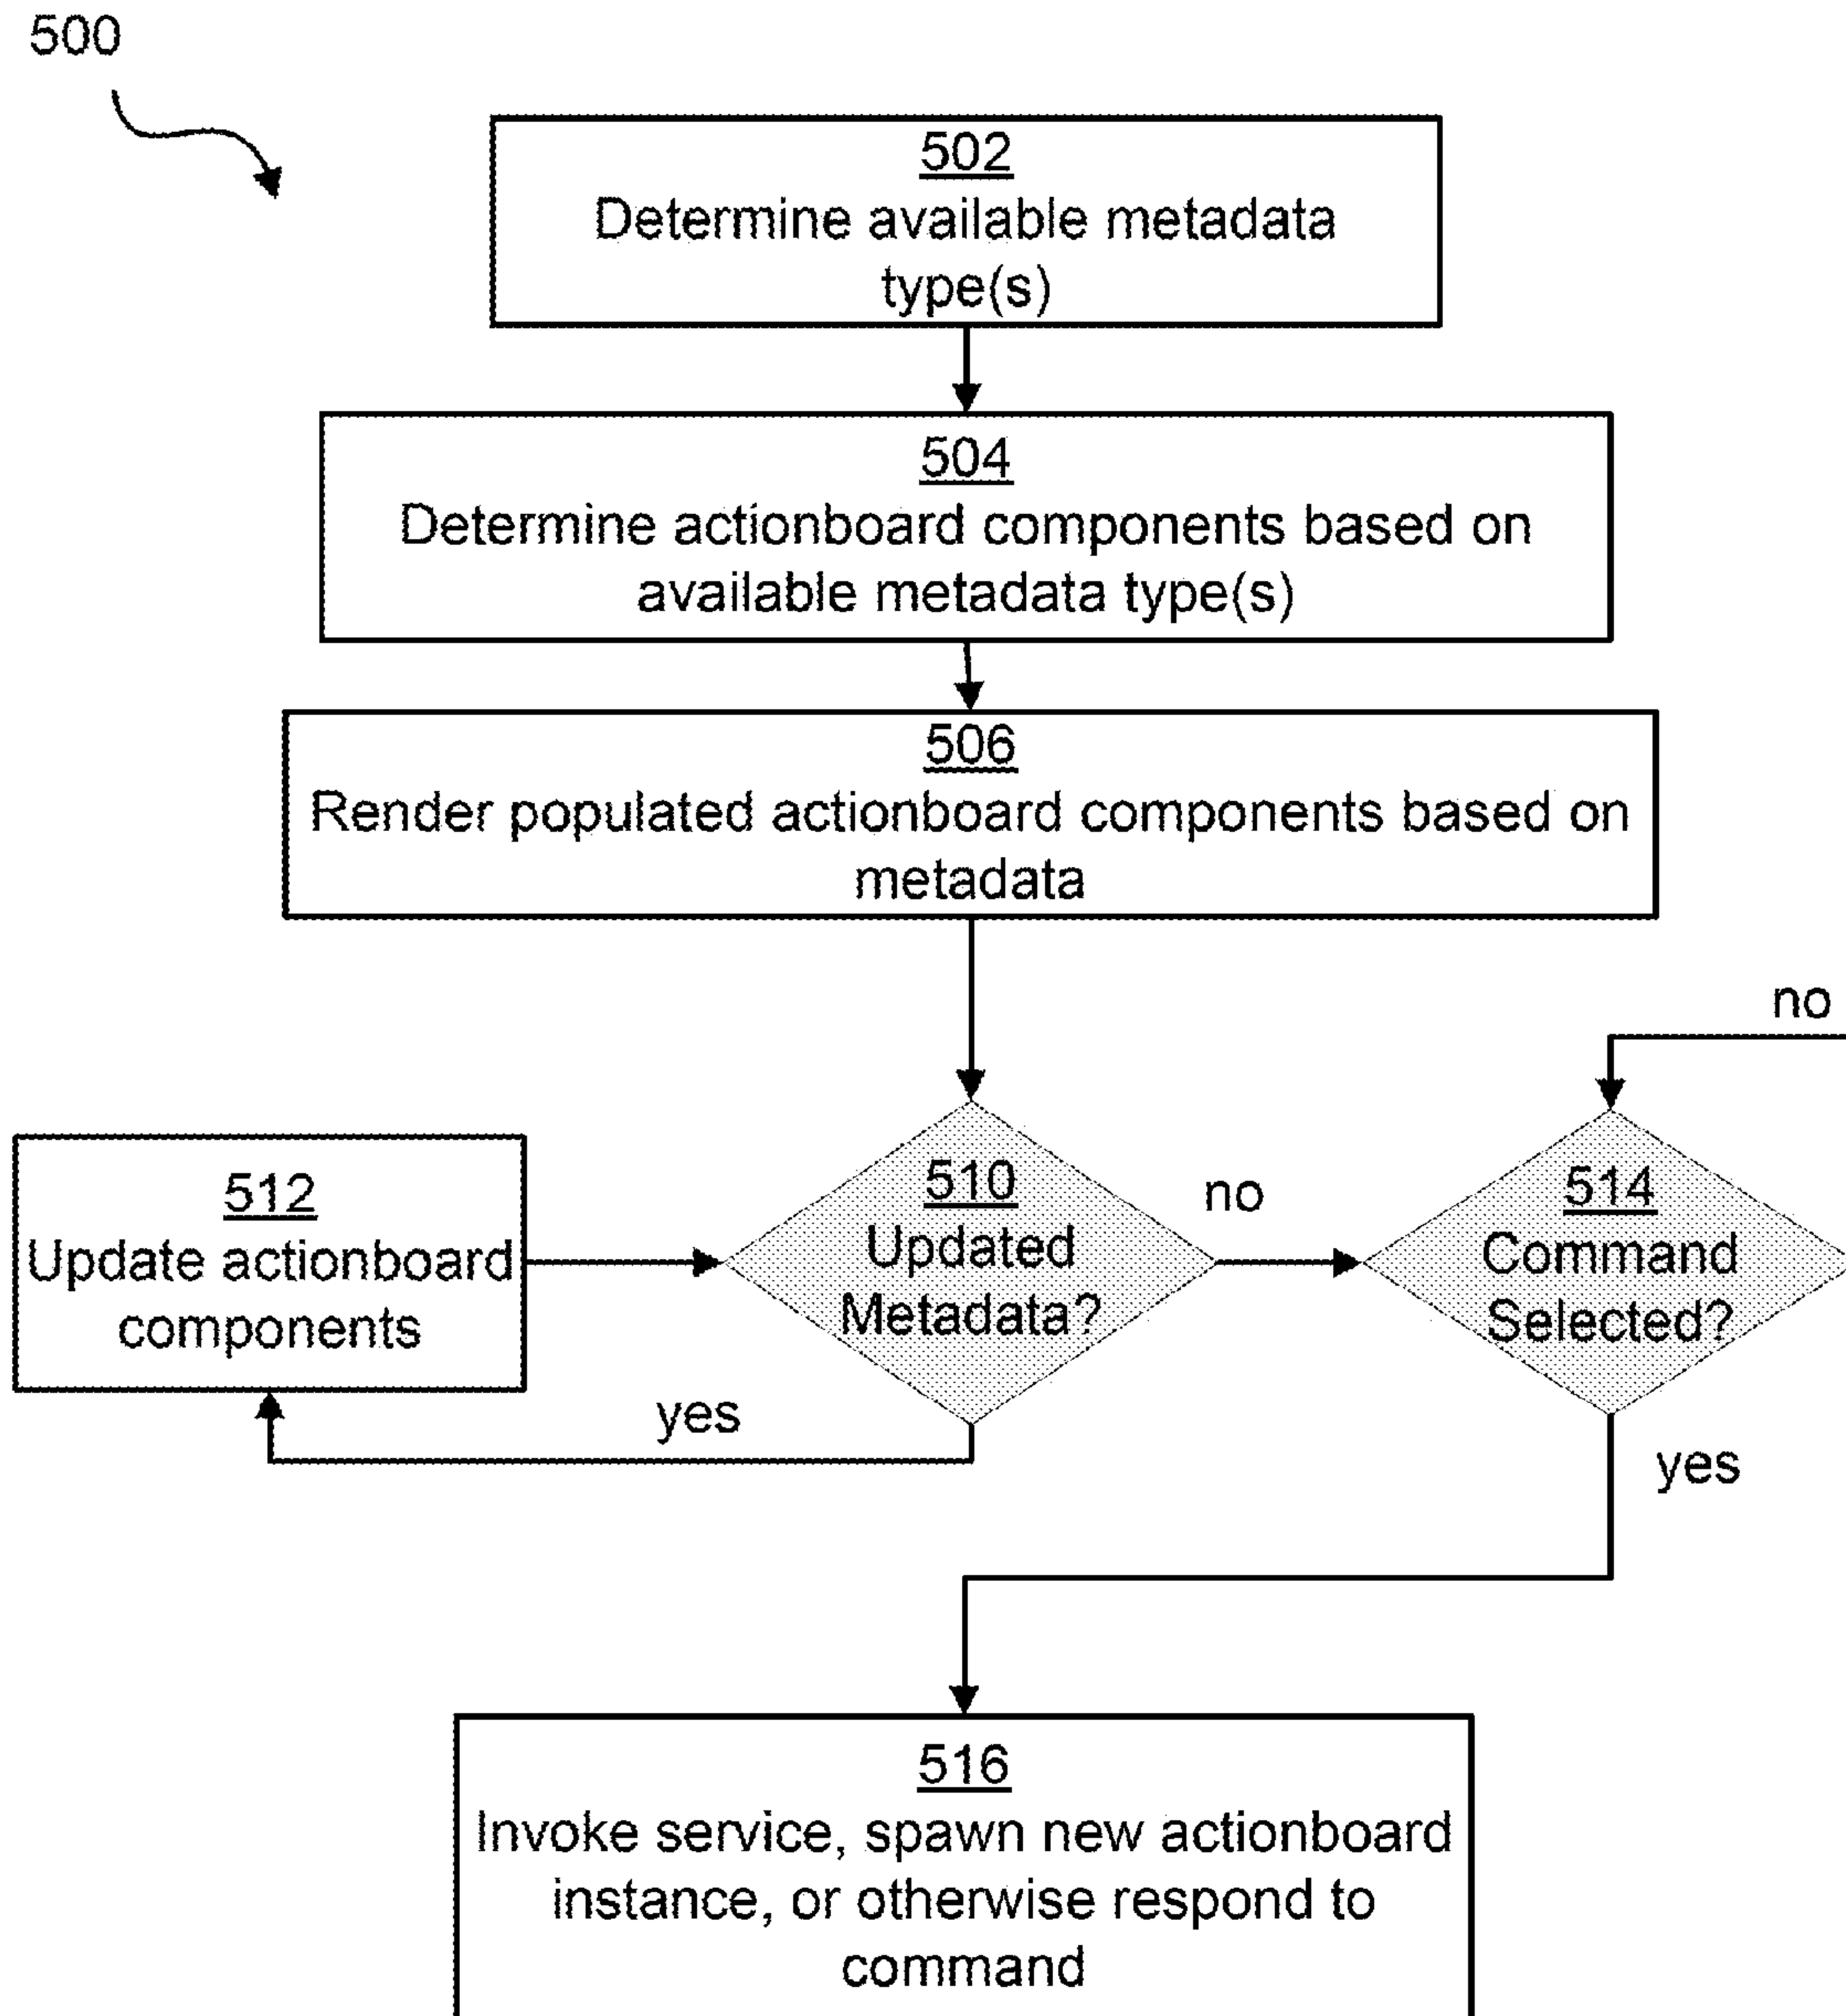 500
502
Determine available metadata
type(s)
504
Determine actionboard components based on
available metadata type(s)
506
Render populated actionboard components based on
metadata
no
512
Update actionboard
components
510
Updated
Metadata?
no
514
Command
Selected?
yes
yes
516
Invoke service, spawn new actionboard
instance, or otherwise respond to
command